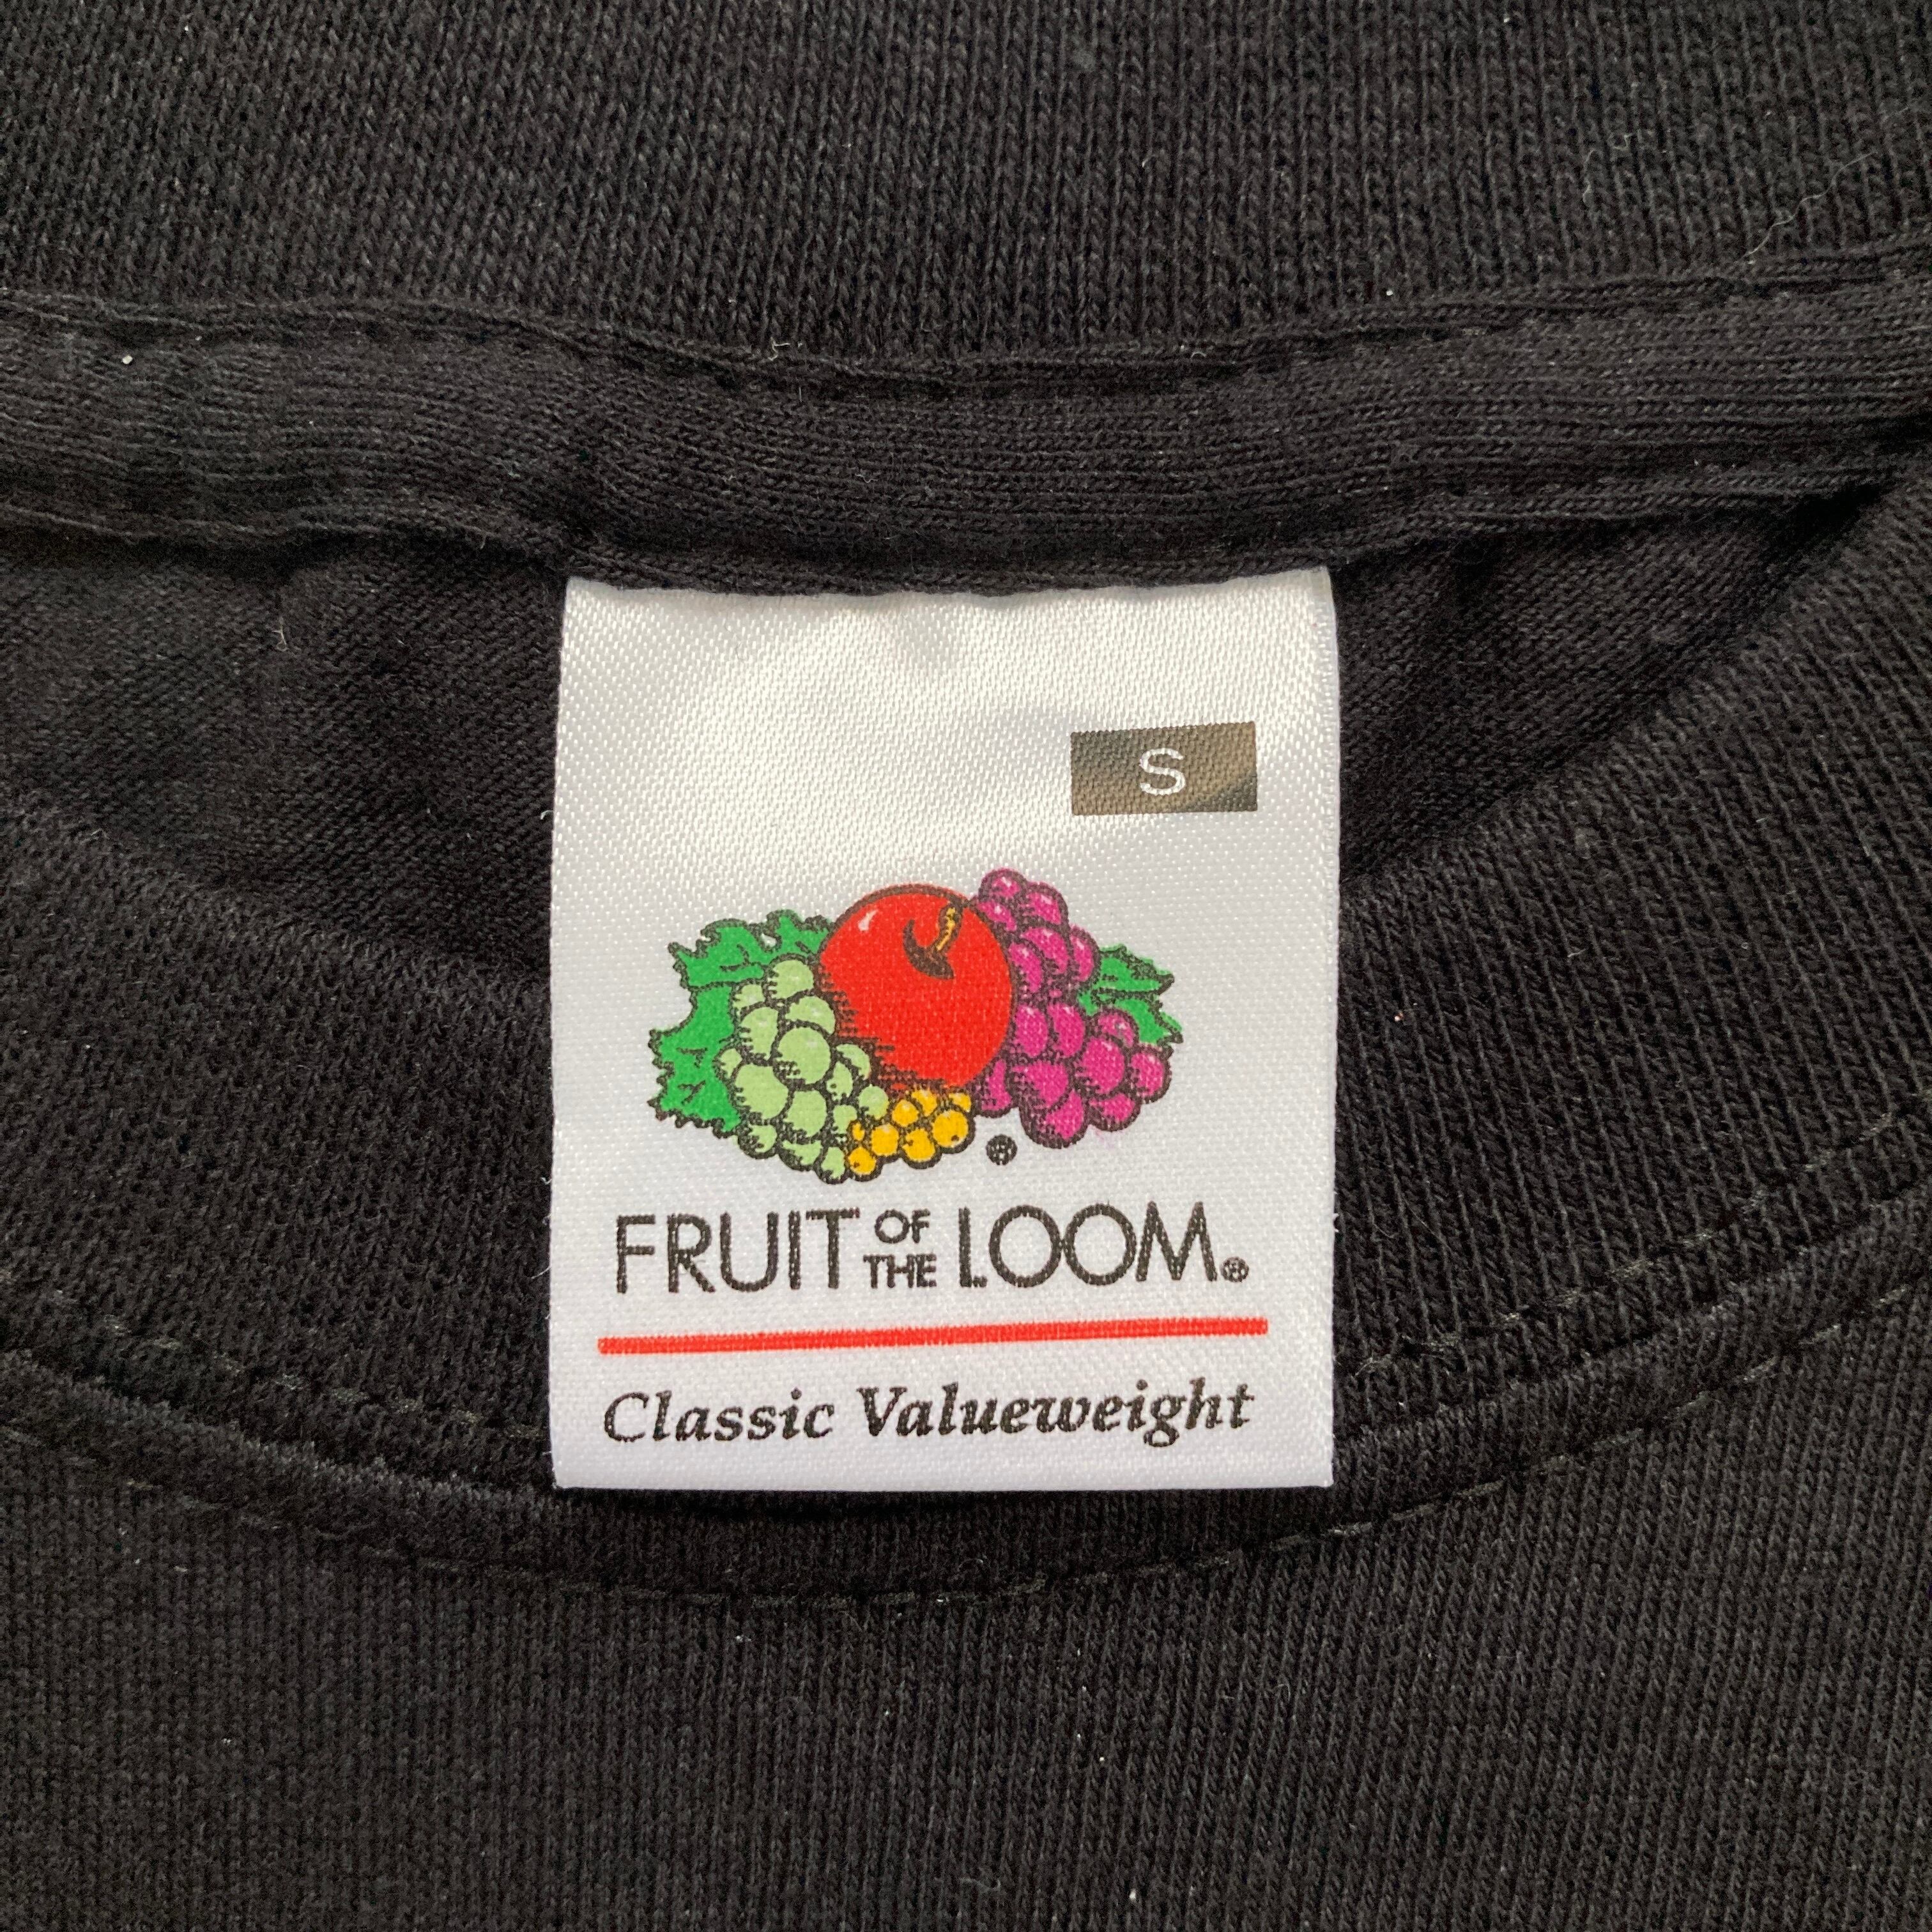 S
®
FRUIT OF THE LOOM®
Classic Valueweight